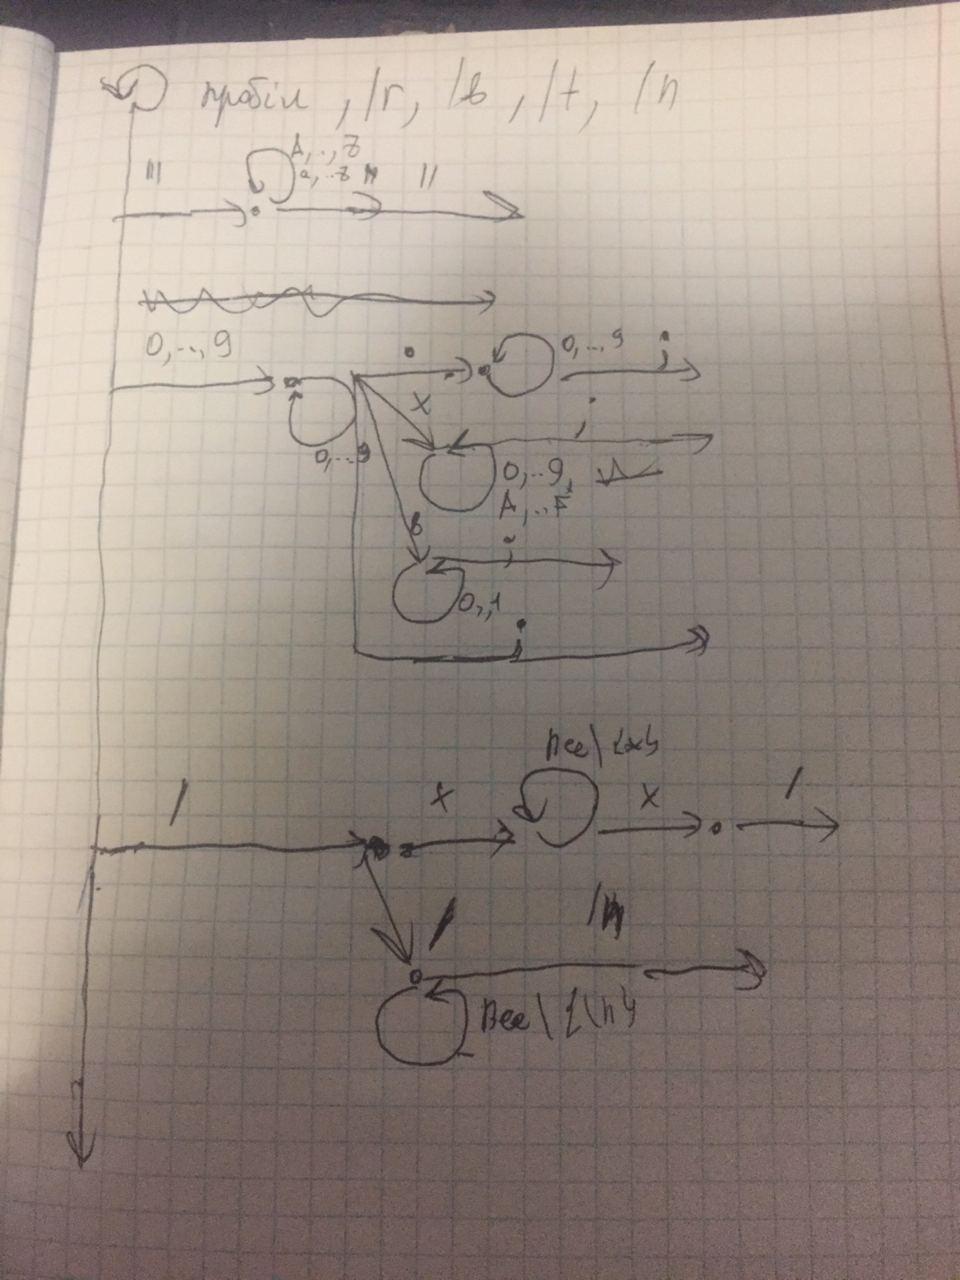 пробіл , /r, /в , /t, /n
A,..,Z
" a,..z " "
0,..,9 . 0,..,9 ;
x ;
0,..9 0,..9,
A,..F
в ;
0,,1
;
Все\{x}
/ x x /
/ /n
Все\{\n}